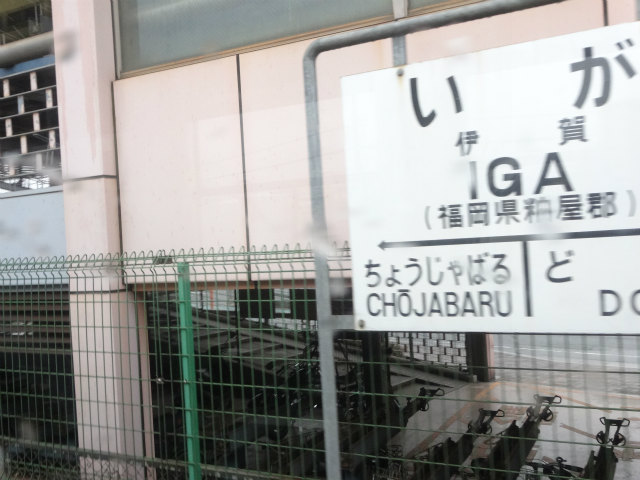 いが
伊賀
IGA
(福岡県粕屋郡)
ちょうじゃばる ど
CHŌJABARU DO